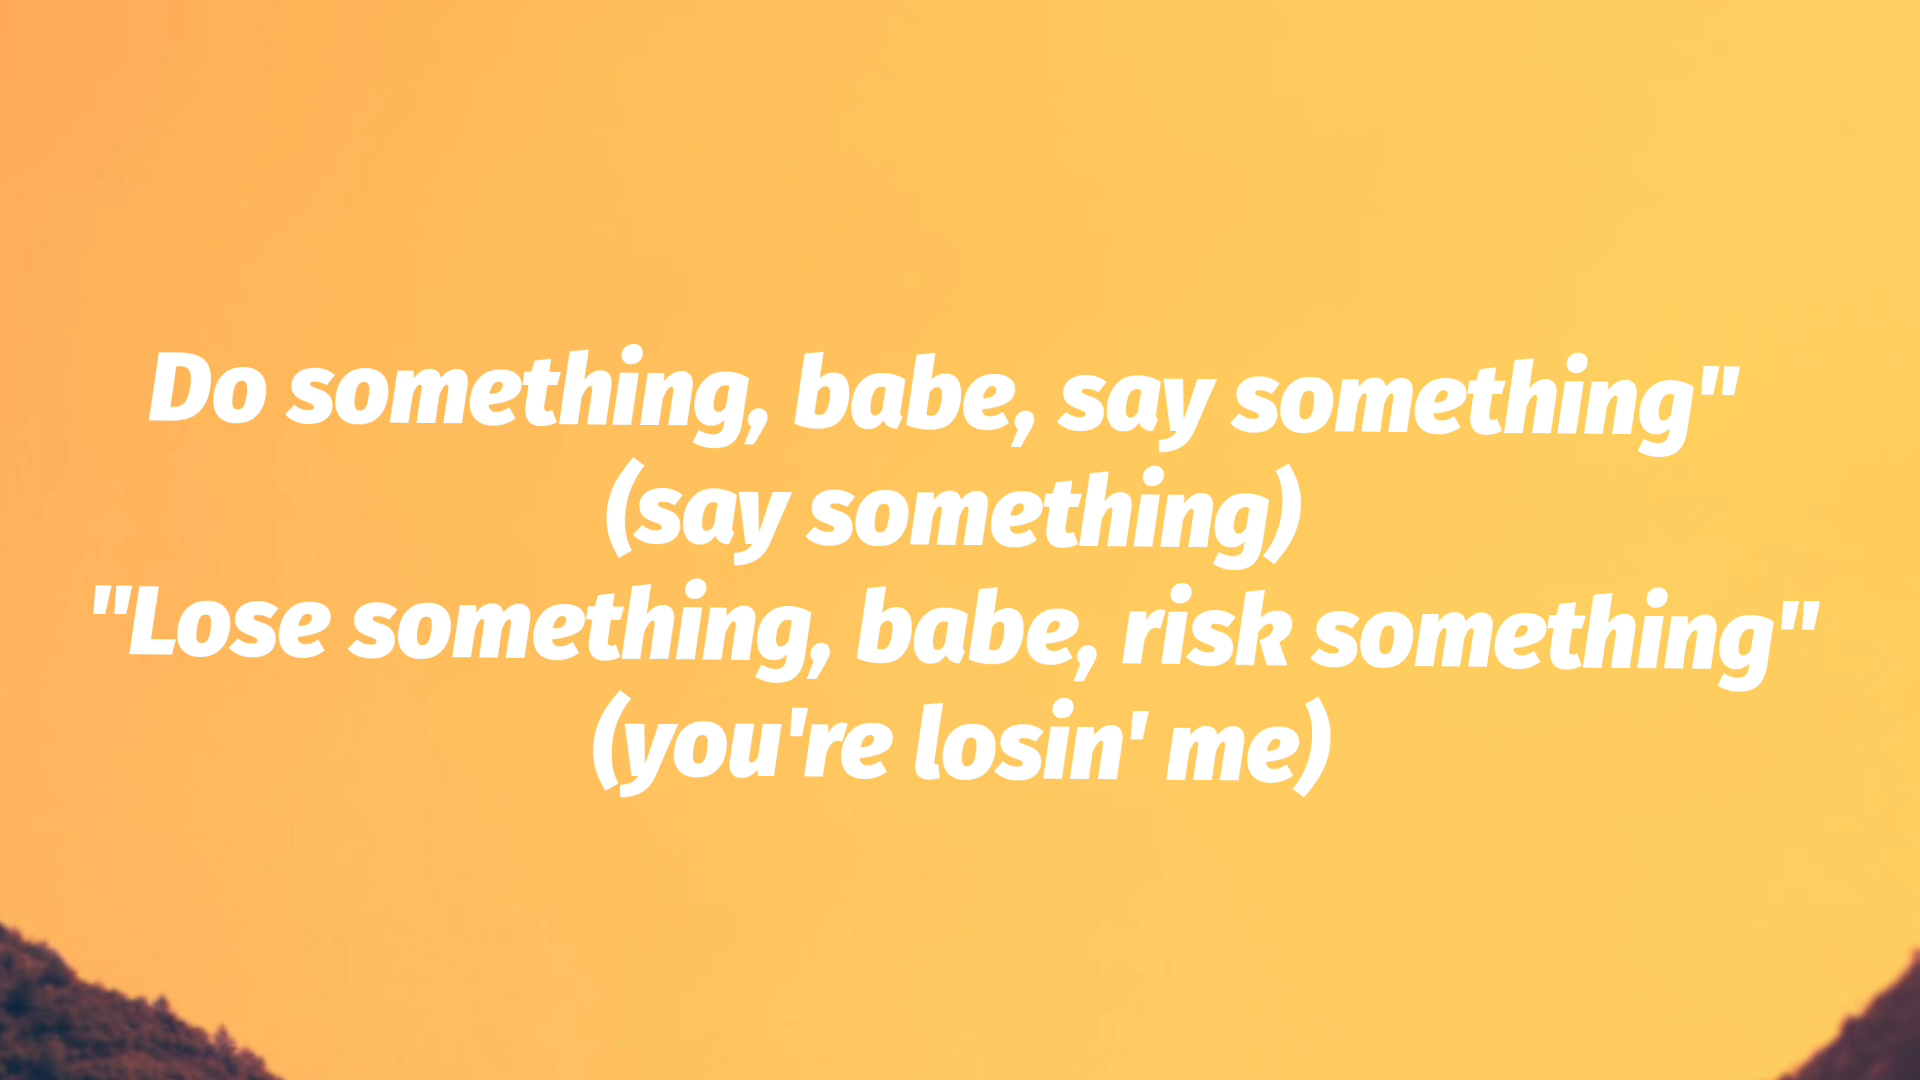 Do something, babe, say something"
(say something)
"Lose something, babe, risk something"
(you're losin' me)